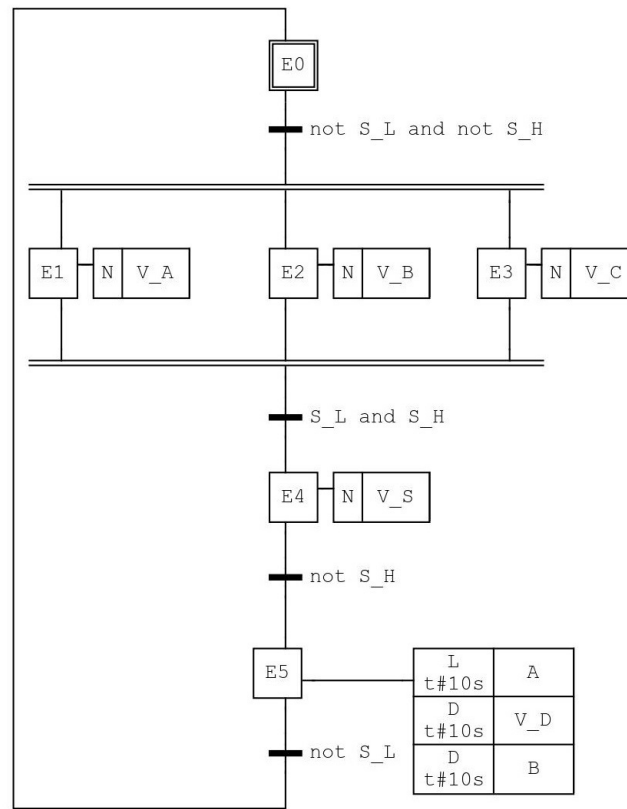 E0
not S_L and not S_H
E1 N V_A E2 N V_B E3 N V_C
S_L and S_H
E4 N V_S
not S_H
E5
L
t#10s A
D
t#10s V_D
not S_L
D
t#10s B